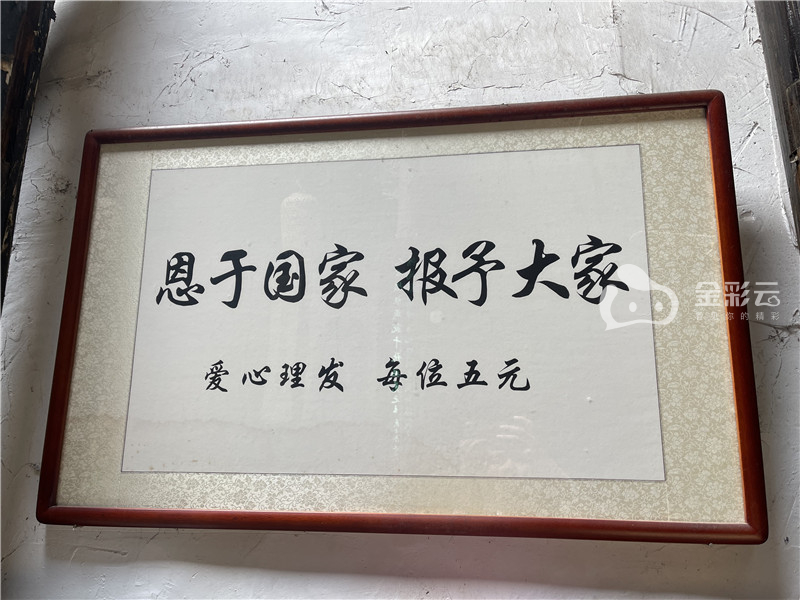 恩于国家 报予大家
爱心理发 每位五元
金彩云